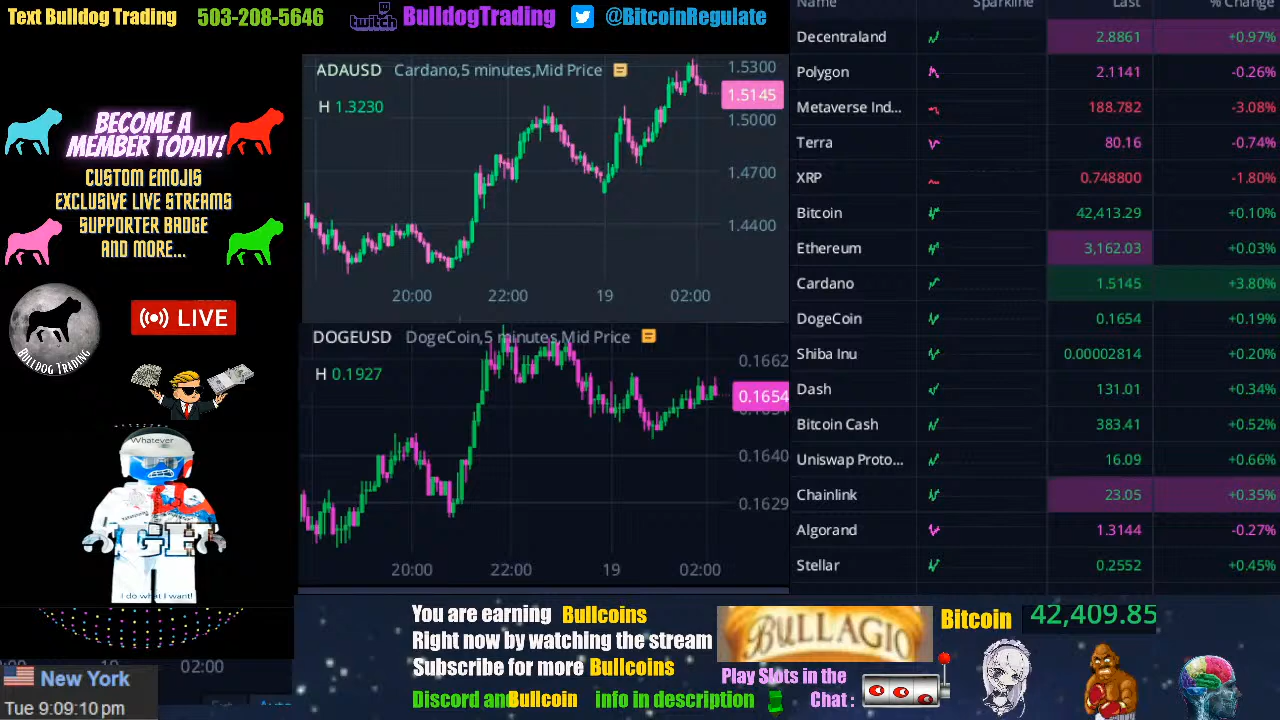 Text Bulldog Trading 503-208-5646 twitch BulldogTrading @BitcoinRegulate
BECOME A
MEMBER TODAY!
CUSTOM EMOJIS
EXCLUSIVE LIVE STREAMS
SUPPORTER BADGE
AND MORE...
BULLDOG TRADING
LIVE
Whatever
GH
I do what I want!
02:00
New York
Tue 9:09:10 pm
ADAUSD Cardano,5 minutes,Mid Price
H 1.3230
1.5300
1.5145
1.5000
1.4700
1.4400
20:00 22:00 19 02:00
DOGEUSD DogeCoin,5 minutes,Mid Price
H 0.1927
0.1662
0.1654
0.1640
0.1629
20:00 22:00 19 02:00
Name Sparkline Last % Change
Decentraland 2.8861 +0.97%
Polygon 2.1141 -0.26%
Metaverse Ind... 188.782 -3.08%
Terra 80.16 -0.74%
XRP 0.748800 -1.80%
Bitcoin 42,413.29 +0.10%
Ethereum 3,162.03 +0.03%
Cardano 1.5145 +3.80%
DogeCoin 0.1654 +0.19%
Shiba Inu 0.00002814 +0.20%
Dash 131.01 +0.34%
Bitcoin Cash 383.41 +0.52%
Uniswap Proto... 16.09 +0.66%
Chainlink 23.05 +0.35%
Algorand 1.3144 -0.27%
Stellar 0.2552 +0.45%
You are earning Bullcoins
Right now by watching the stream
Subscribe for more Bullcoins
Discord and Bullcoin info in description
BULLAGIO
Play Slots in the
Chat :
Bitcoin 42,409.85